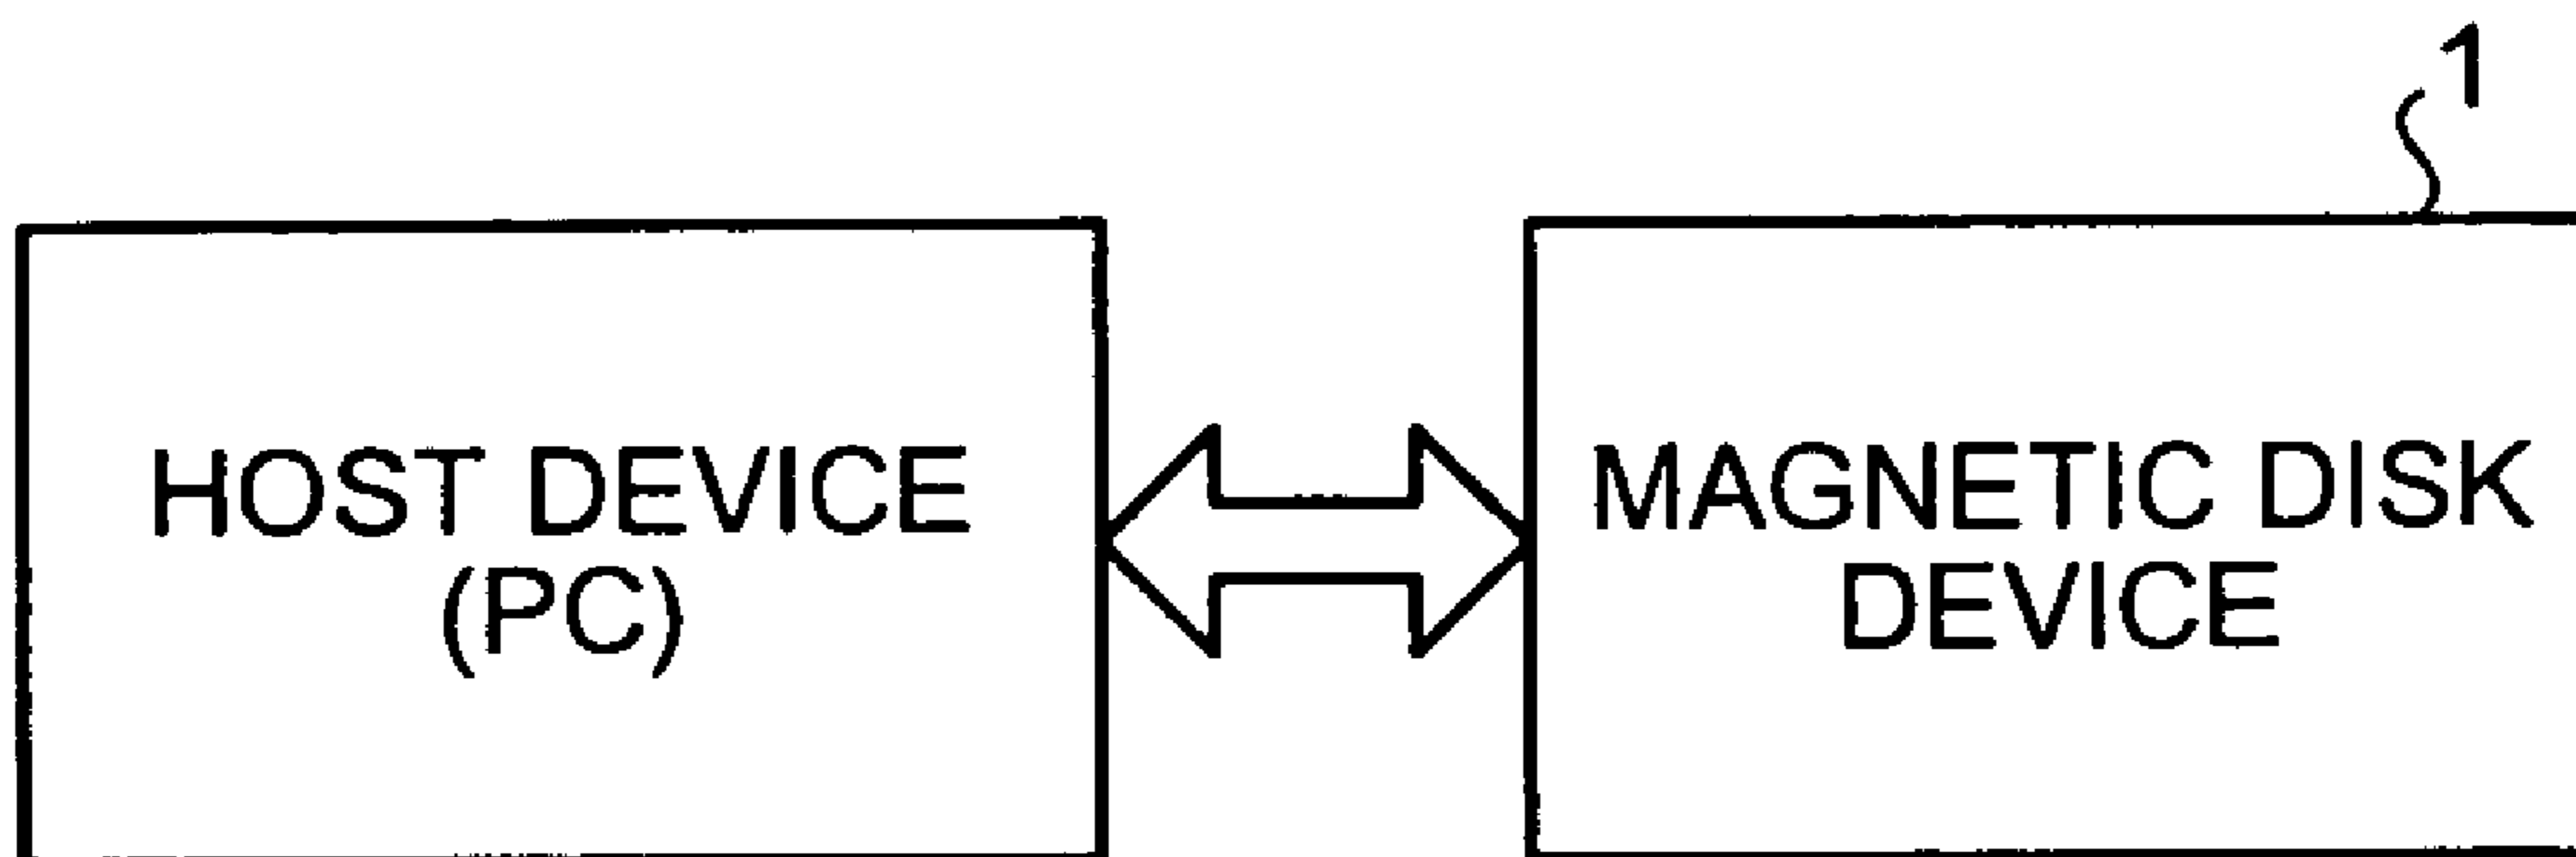 1
HOST DEVICE
(PC)
MAGNETIC DISK
DEVICE